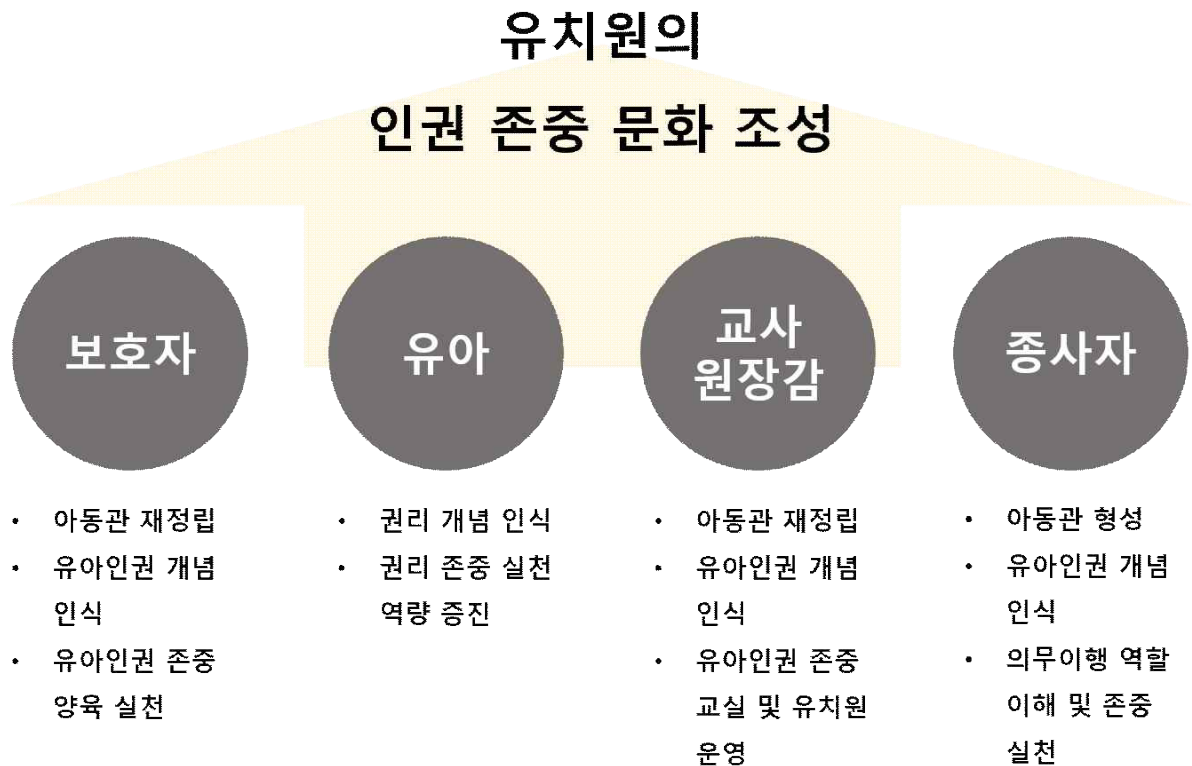 유치원의
인권 존중 문화 조성
보호자
유아
교사
원장감
종사자
• 아동관 재정립
• 유아인권 개념
인식
• 유아인권 존중
양육 실천
• 권리 개념 인식
• 권리 존중 실천
역량 증진
• 아동관 재정립
• 유아인권 개념
인식
• 유아인권 존중
교실 및 유치원
운영
• 아동관 형성
• 유아인권 개념
인식
• 의무이행 역할
이해 및 존중
실천